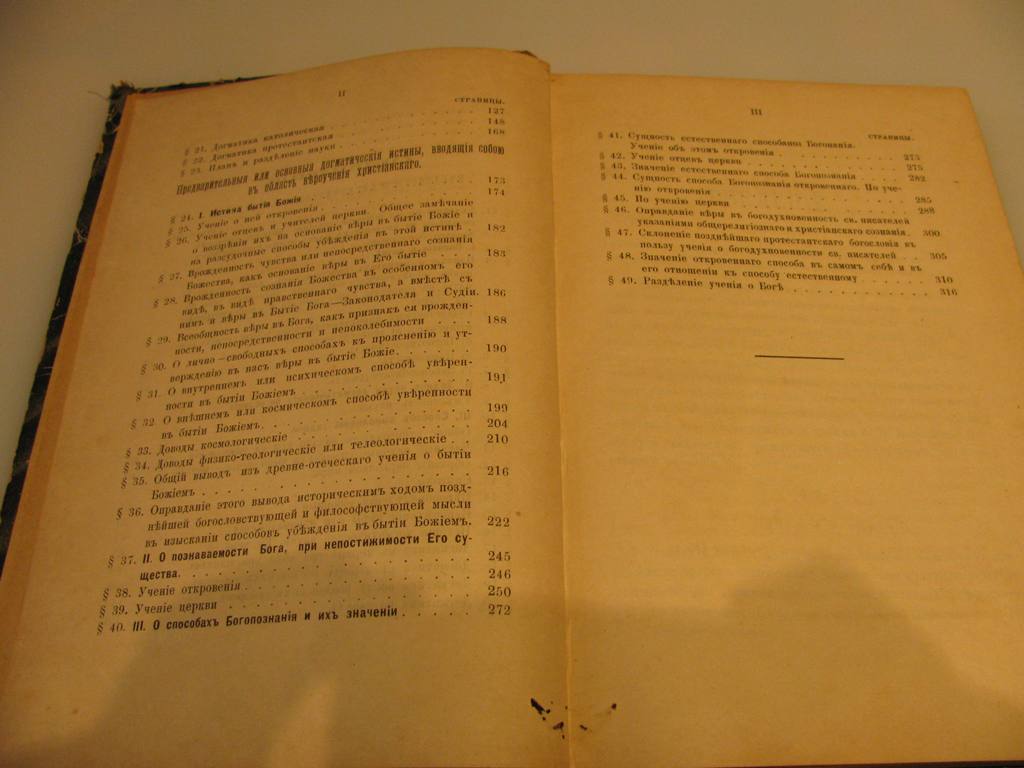 II
СТРАНИЦЫ.
§ 21. Догматика католическая . . . 127
§ 22. Догматика протестантская . . . 148
§ 23. Планъ и раздѣленіе науки . . . 168
Предварительныя или основныя догматическія истины, вводящія собою
въ область вѣроученія христіанскаго.
§ 24. I. Истина бытія Божія . . . 173
§ 25. Ученіе о ней откровенія . . . 174
§ 26. Ученіе отцевъ и учителей церкви. Общее замѣчаніе
о воззрѣніи ихъ на основаніе вѣры въ бытіе Божіе и
на разсудочные способы убѣжденія въ этой истинѣ . 182
§ 27. Врожденность чувства или непосредственнаго сознанія
Божества, какъ основаніе вѣры въ Его бытіе . . . 183
§ 28. Врожденность сознанія Божества въ особенномъ его
видѣ, въ видѣ нравственнаго чувства, а вмѣстѣ съ
нимъ и вѣры въ Бытіе Бога—Законодателя и Судіи. 186
§ 29. Всеобщность вѣры въ Бога, какъ признакъ ея врожден-
ности, непосредственности и непоколебимости . . . 188
§ 30. О лично-свободныхъ способахъ къ проясненію и ут-
вержденію въ насъ вѣры въ бытіе Божіе. . . . 190
§ 31. О внутреннемъ или психическомъ способѣ увѣрен-
ности въ бытіи Божіемъ . . . 191
§ 32. О внѣшнемъ или космическомъ способѣ увѣренности
въ бытіи Божіемъ. . . . 199
§ 33. Доводы космологическіе . . . 204
§ 34. Доводы физико-теологическіе или телеологическіе . . 210
§ 35. Общій выводъ изъ древне-отеческаго ученія о бытіи
Божіемъ . . . 216
§ 36. Оправданіе этого вывода историческимъ ходомъ позд-
нѣйшей богословствующей и философствующей мысли
въ изысканіи способовъ убѣжденія въ бытіи Божіемъ. 222
§ 37. II. О познаваемости Бога, при непостижимости Его су-
щества. . . . 245
§ 38. Ученіе откровенія . . . 246
§ 39. Ученіе церкви . . . 250
§ 40. III. О способахъ Богопознанія и ихъ значеніи . . . 272
III
СТРАНИЦЫ.
§ 41. Сущность естественнаго способа Богознанія.
Ученіе объ этомъ откровенія . . . 273
§ 42. Ученіе отцевъ церкви . . . 275
§ 43. Значеніе естественнаго способа Богознанія . . . 282
§ 44. Сущность способа Богознанія откровеннаго. По уче-
нію откровенія . . . 285
§ 45. По ученію церкви . . . 288
§ 46. Оправданіе вѣры въ богодухновенность св. писателей
указаніями общерелигіознаго и христіанскаго сознанія. 300
§ 47. Склоненіе позднѣйшаго протестантскаго богословія въ
пользу ученія о богодухновенности св. писателей . . 305
§ 48. Значеніе откровеннаго способа въ самомъ себѣ и въ
его отношеніи къ способу естественному . . . 310
§ 49. Раздѣленіе ученія о Богѣ . . . 316